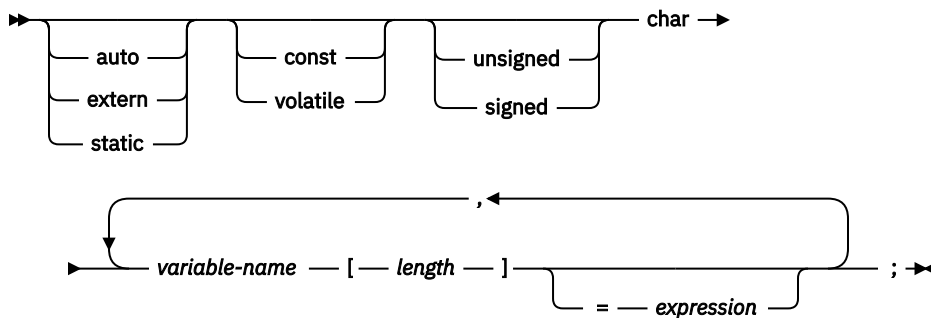 char
auto const unsigned
extern volatile signed
static
,
variable-name [ length ] ;
= expression